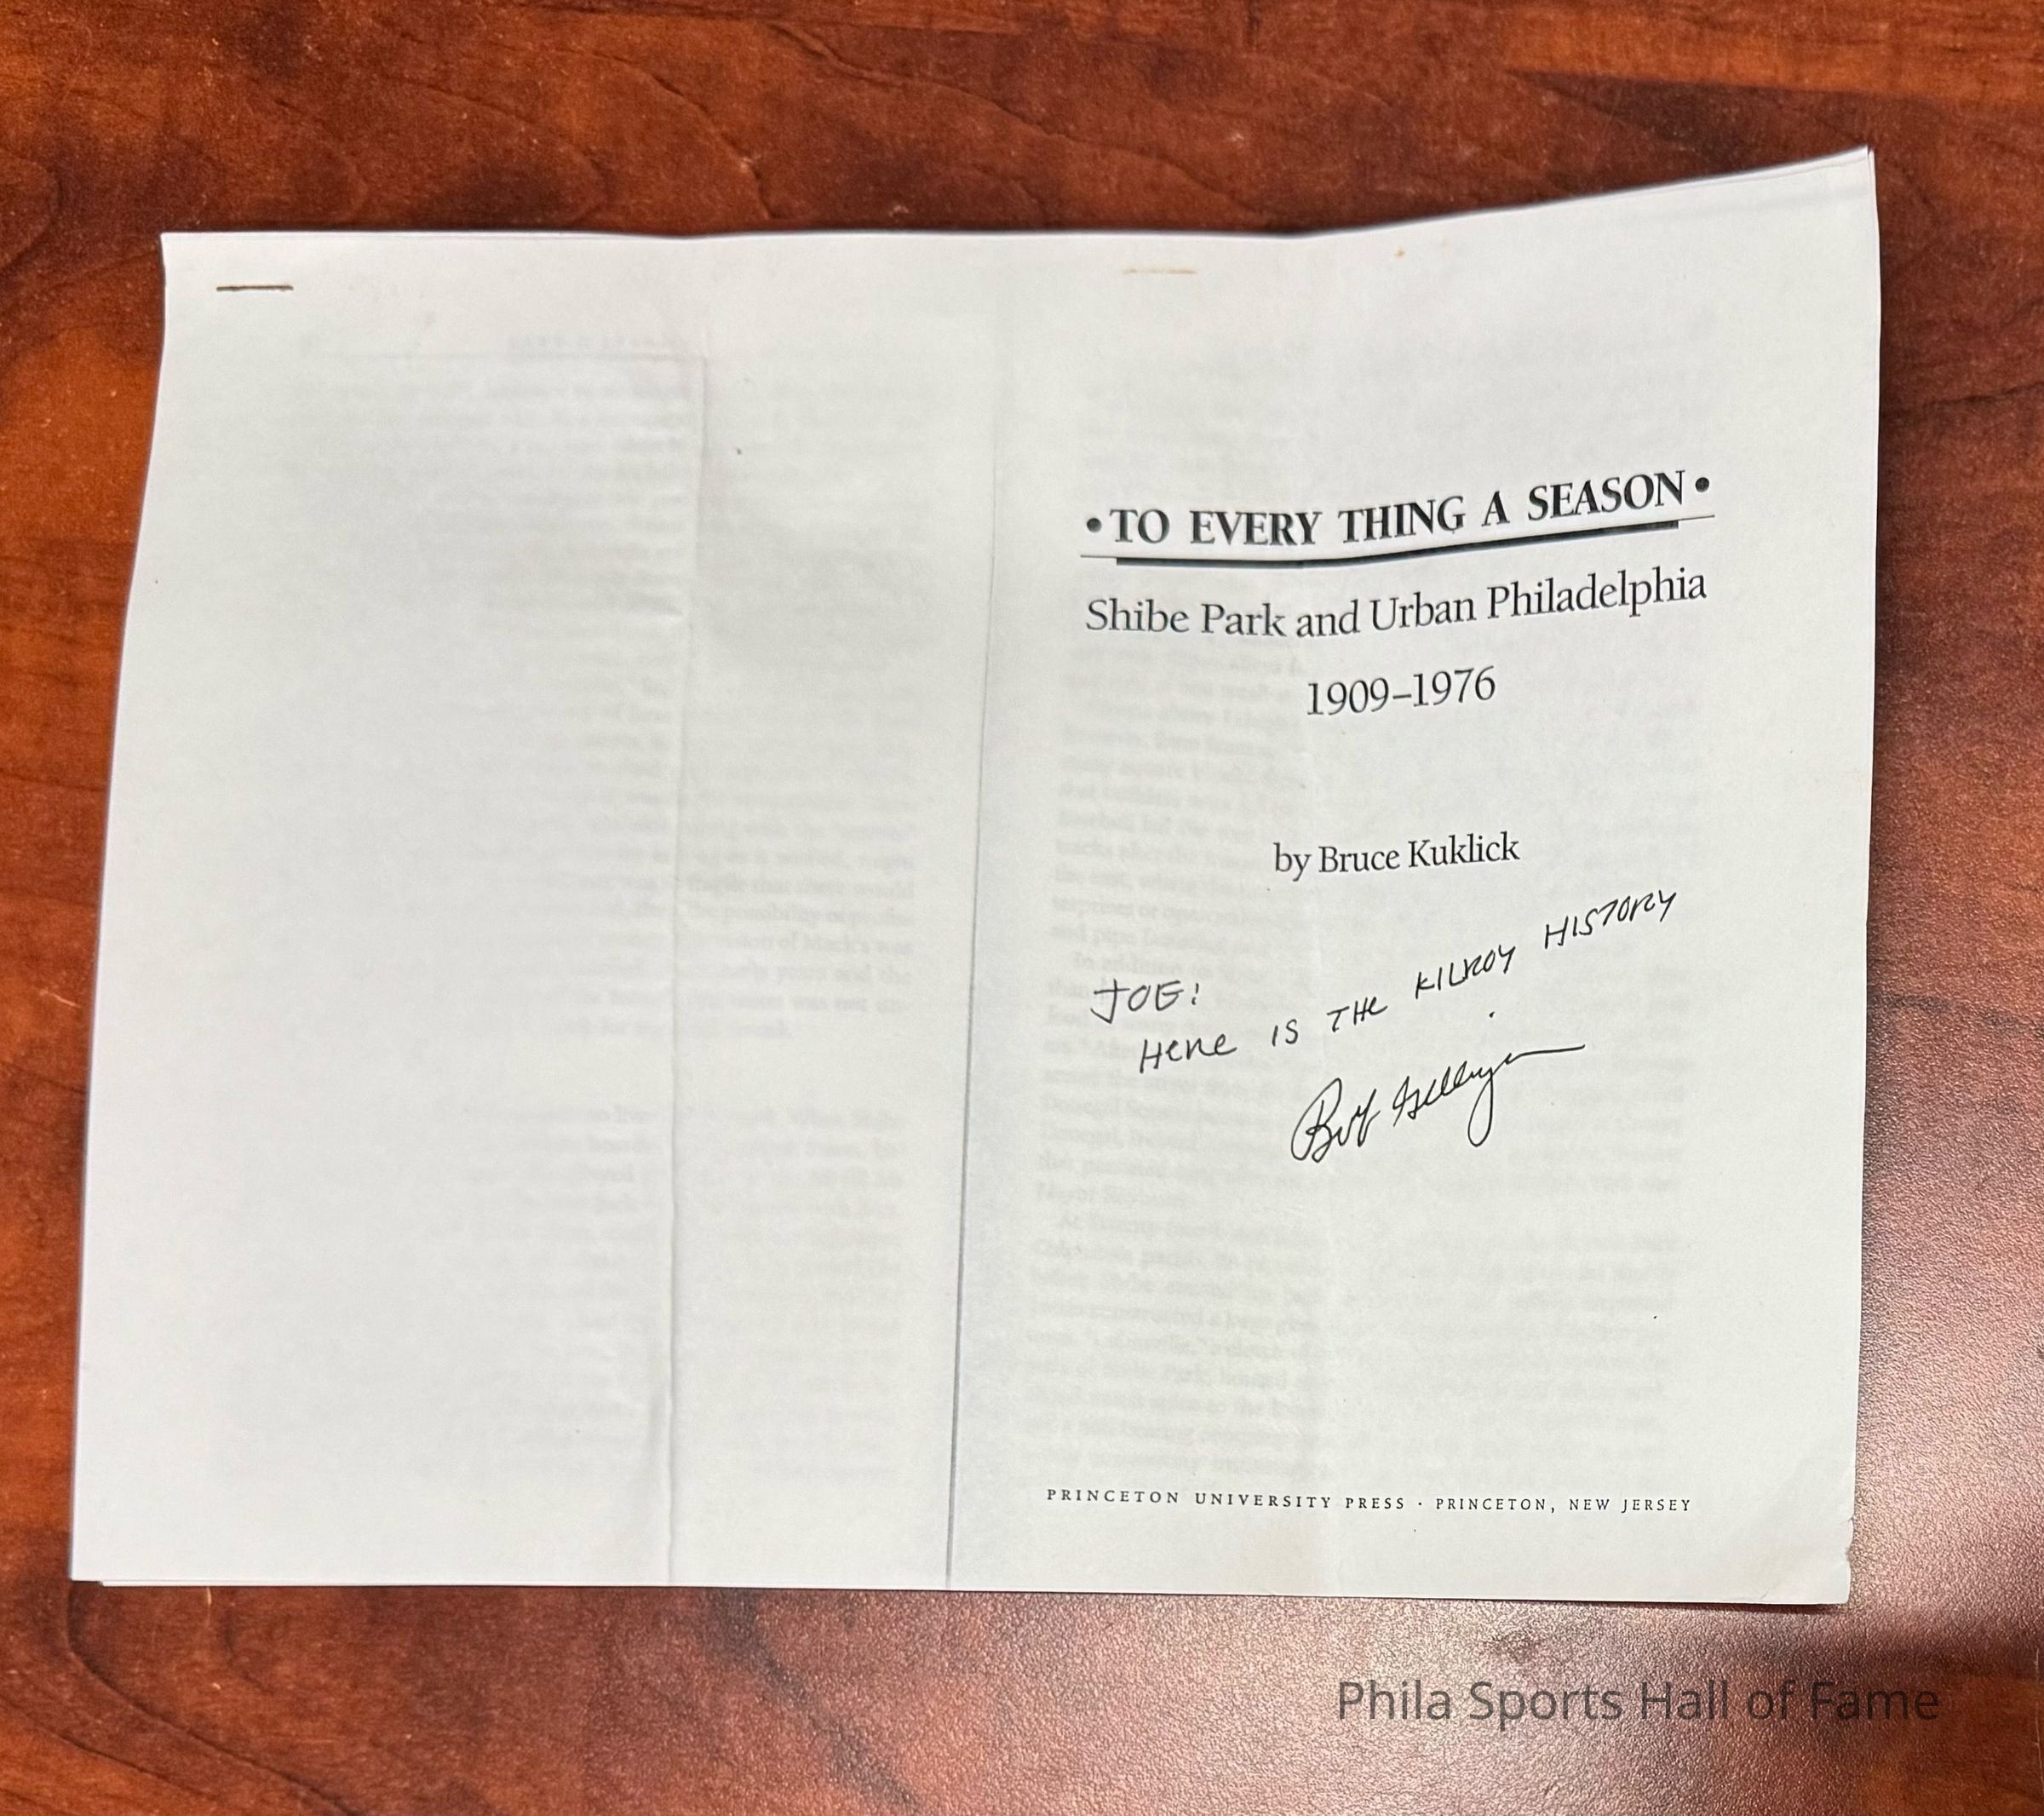 • TO EVERY THING A SEASON •
Shibe Park and Urban Philadelphia
1909–1976
by Bruce Kuklick
JOE:
HERE IS THE KILROY HISTORY
Bob
PRINCETON UNIVERSITY PRESS · PRINCETON, NEW JERSEY
Phila Sports Hall of Fame